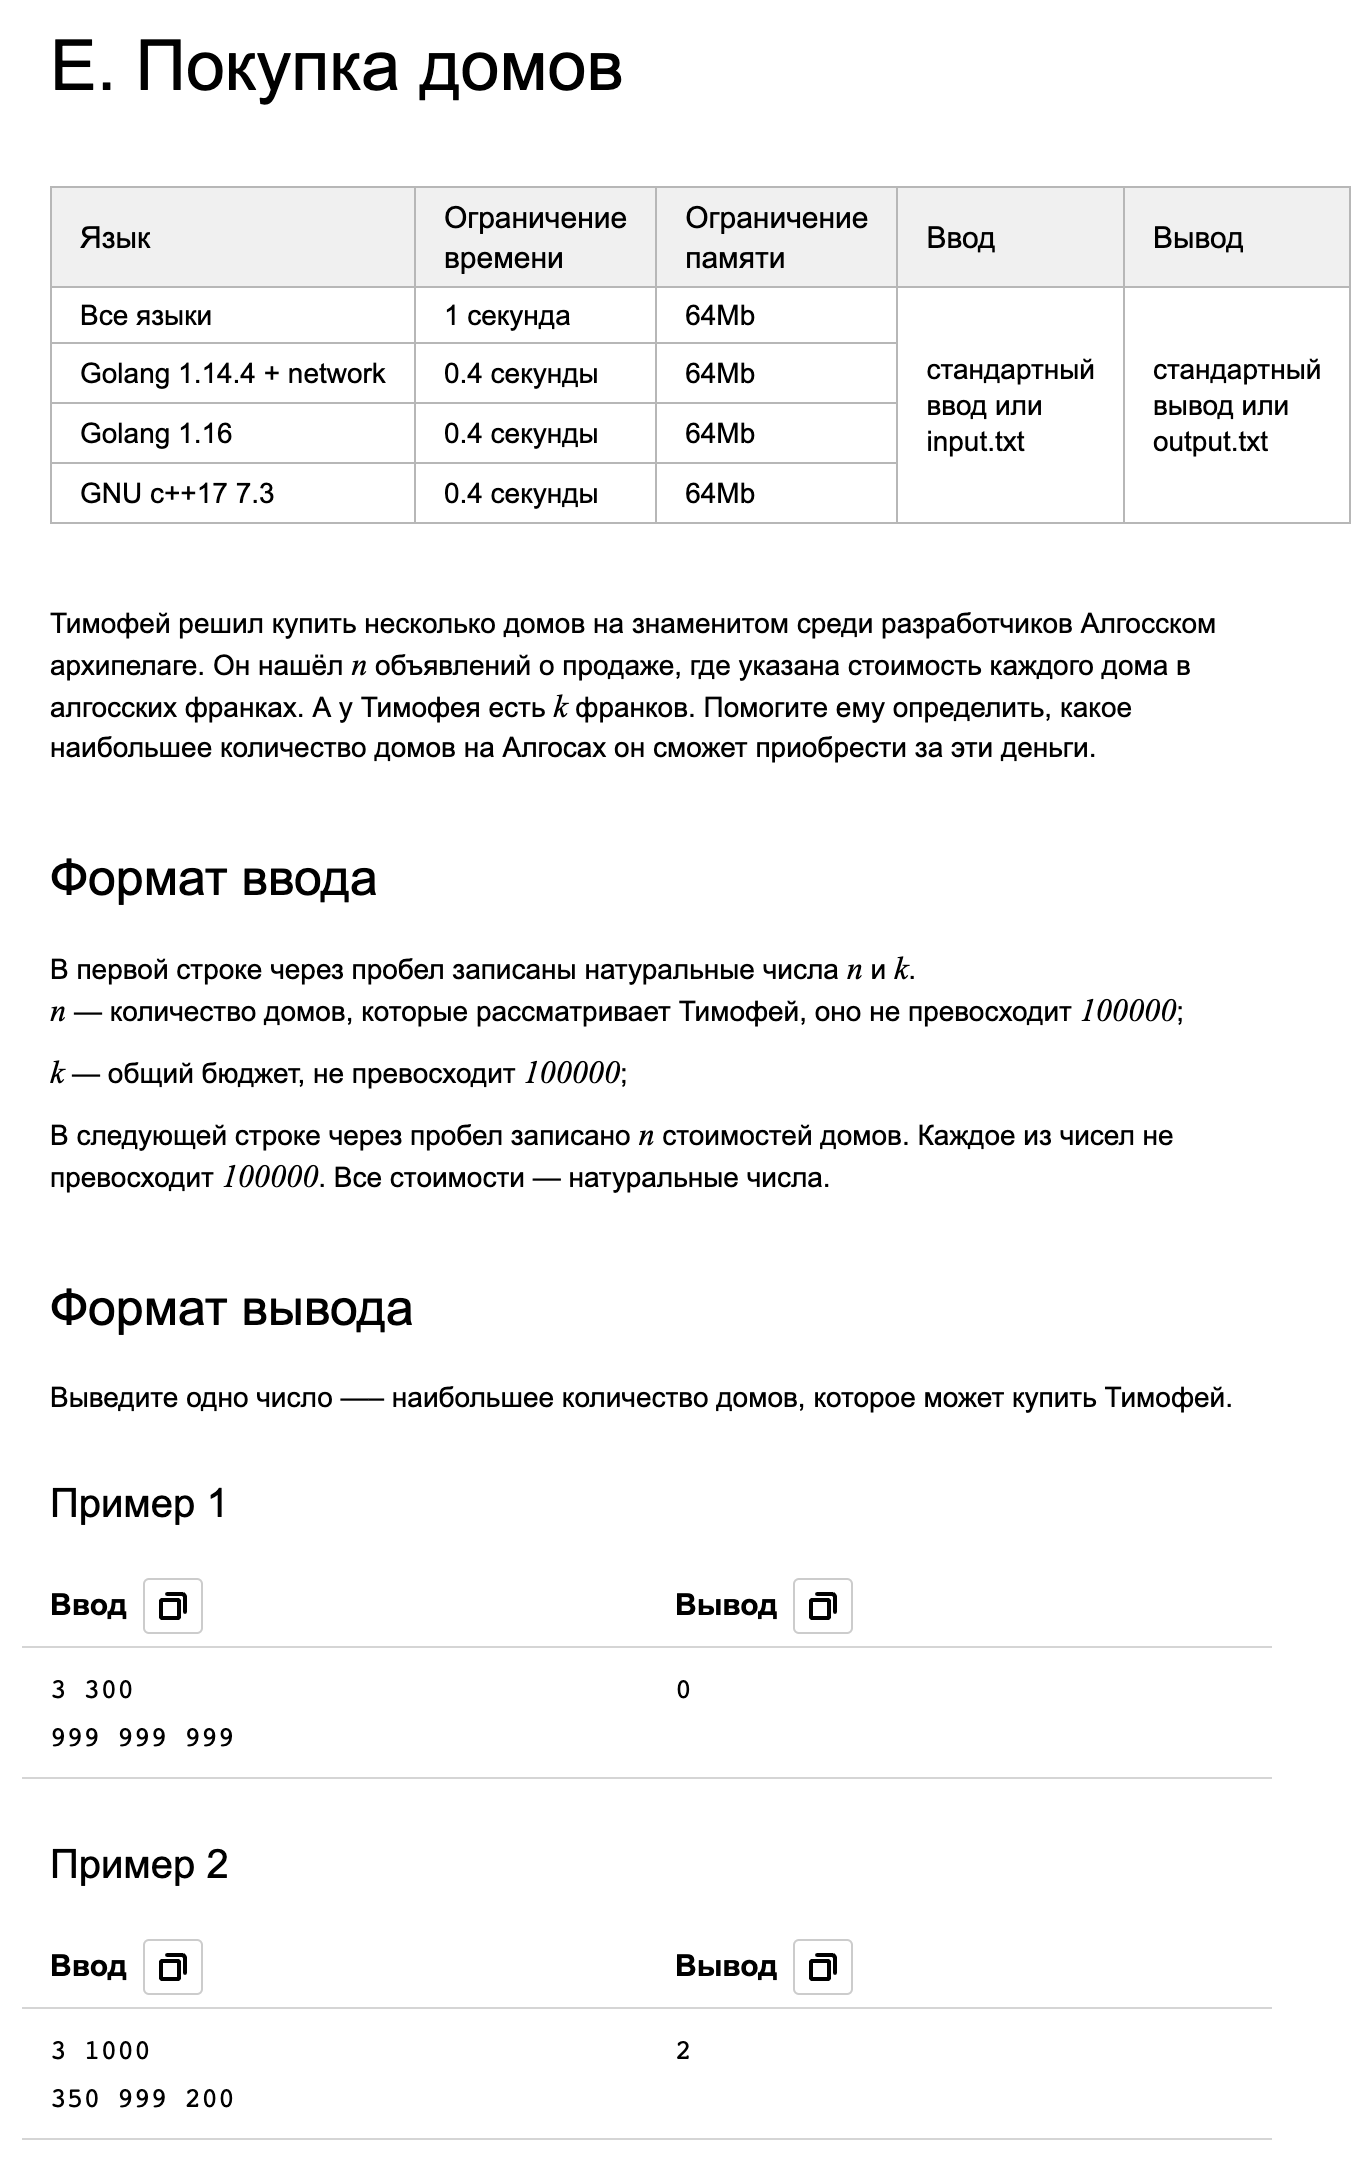 E. Покупка домов
Язык
Ограничение времени
Ограничение памяти
Ввод
Вывод
Все языки
1 секунда
64Mb
стандартный ввод или input.txt
стандартный вывод или output.txt
Golang 1.14.4 + network
0.4 секунды
64Mb
Golang 1.16
0.4 секунды
64Mb
GNU c++17 7.3
0.4 секунды
64Mb
Тимофей решил купить несколько домов на знаменитом среди разработчиков Алгосском
архипелаге. Он нашёл n объявлений о продаже, где указана стоимость каждого дома в
алгосских франках. А у Тимофея есть k франков. Помогите ему определить, какое
наибольшее количество домов на Алгосах он сможет приобрести за эти деньги.
Формат ввода
В первой строке через пробел записаны натуральные числа n и k.
n — количество домов, которые рассматривает Тимофей, оно не превосходит 100000;
k — общий бюджет, не превосходит 100000;
В следующей строке через пробел записано n стоимостей домов. Каждое из чисел не
превосходит 100000. Все стоимости — натуральные числа.
Формат вывода
Выведите одно число —– наибольшее количество домов, которое может купить Тимофей.
Пример 1
Ввод
Вывод
3 300
999 999 999
0
Пример 2
Ввод
Вывод
3 1000
350 999 200
2